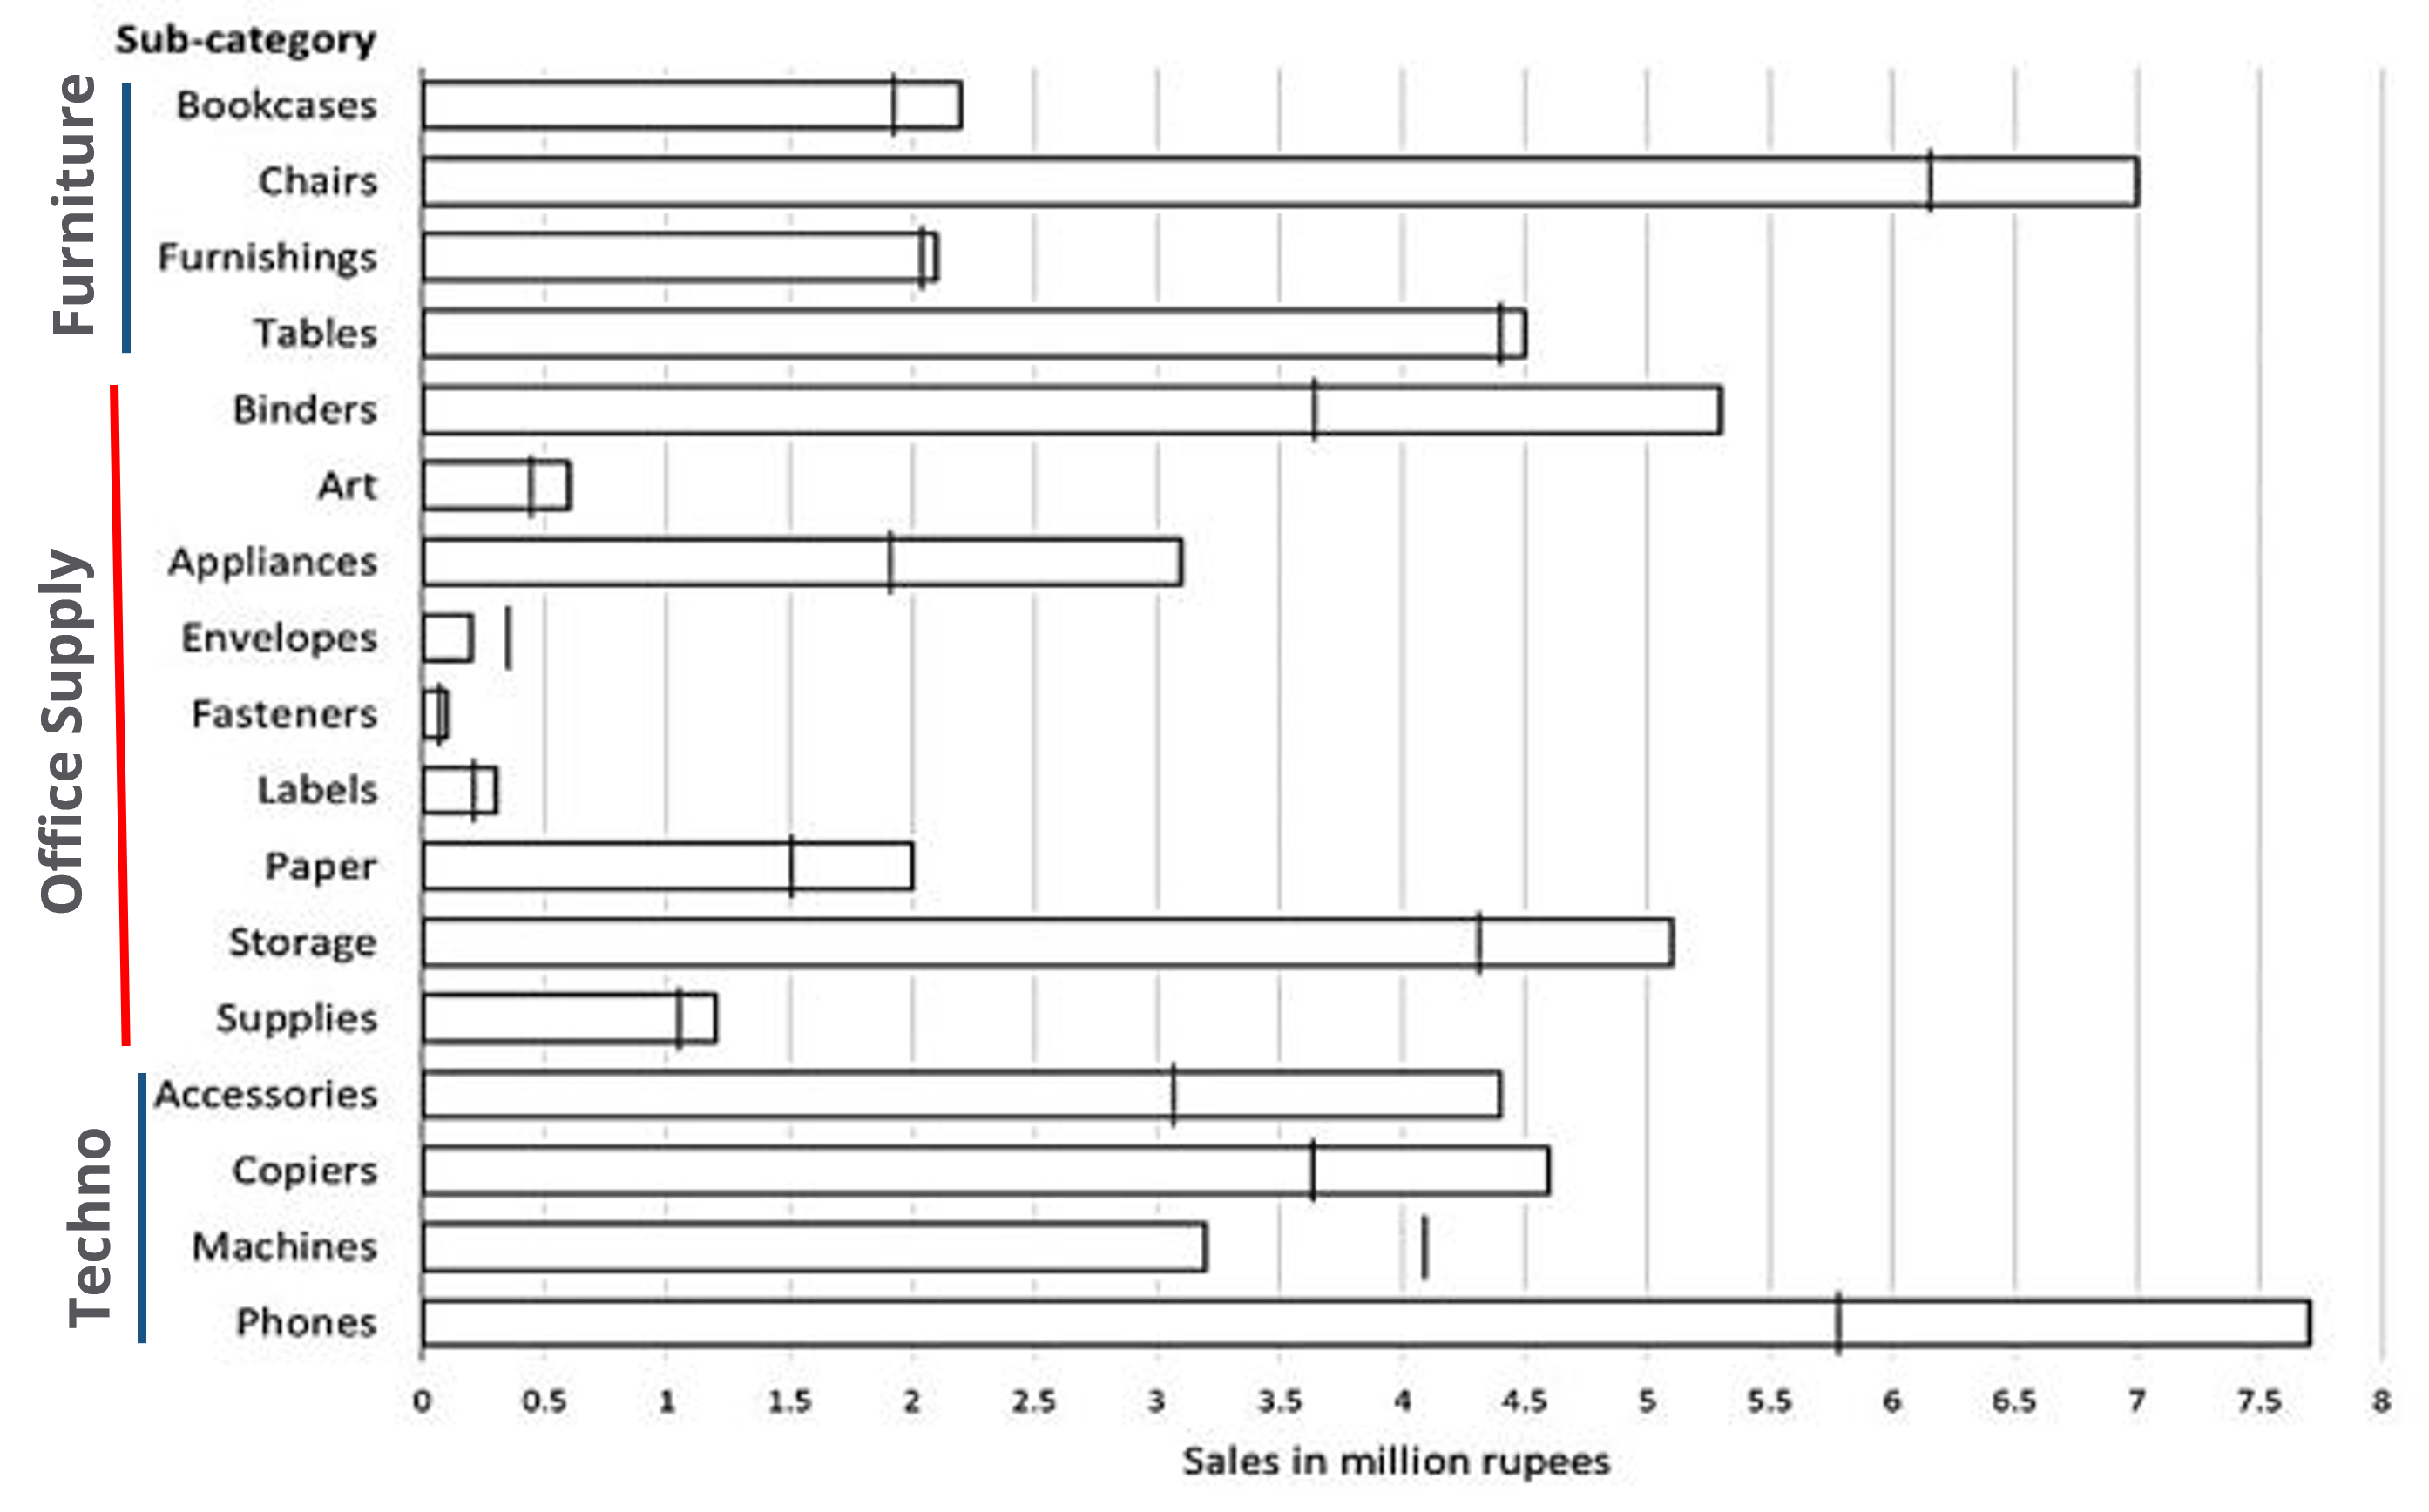 Sub-category
Furniture
Bookcases
Chairs
Furnishings
Tables
Office Supply
Binders
Art
Appliances
Envelopes
Fasteners
Labels
Paper
Storage
Supplies
Techno
Accessories
Copiers
Machines
Phones
0 0.5 1 1.5 2 2.5 3 3.5 4 4.5 5 5.5 6 6.5 7 7.5 8
Sales in million rupees